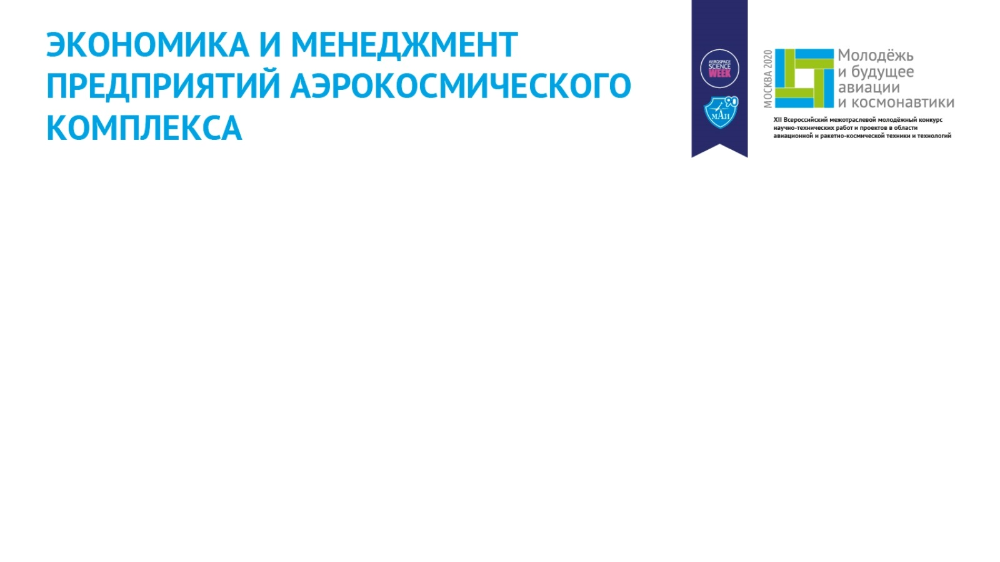 ЭКОНОМИКА И МЕНЕДЖМЕНТ
ПРЕДПРИЯТИЙ АЭРОКОСМИЧЕСКОГО
КОМПЛЕКСА
AEROSPACE
SCIENCE
WEEK
90
МАИ
МОСКВА 2020
Молодёжь
и будущее
авиации
и космонавтики
XII Всероссийский межотраслевой молодёжный конкурс
научно-технических работ и проектов в области
авиационной и ракетно-космической техники и технологий